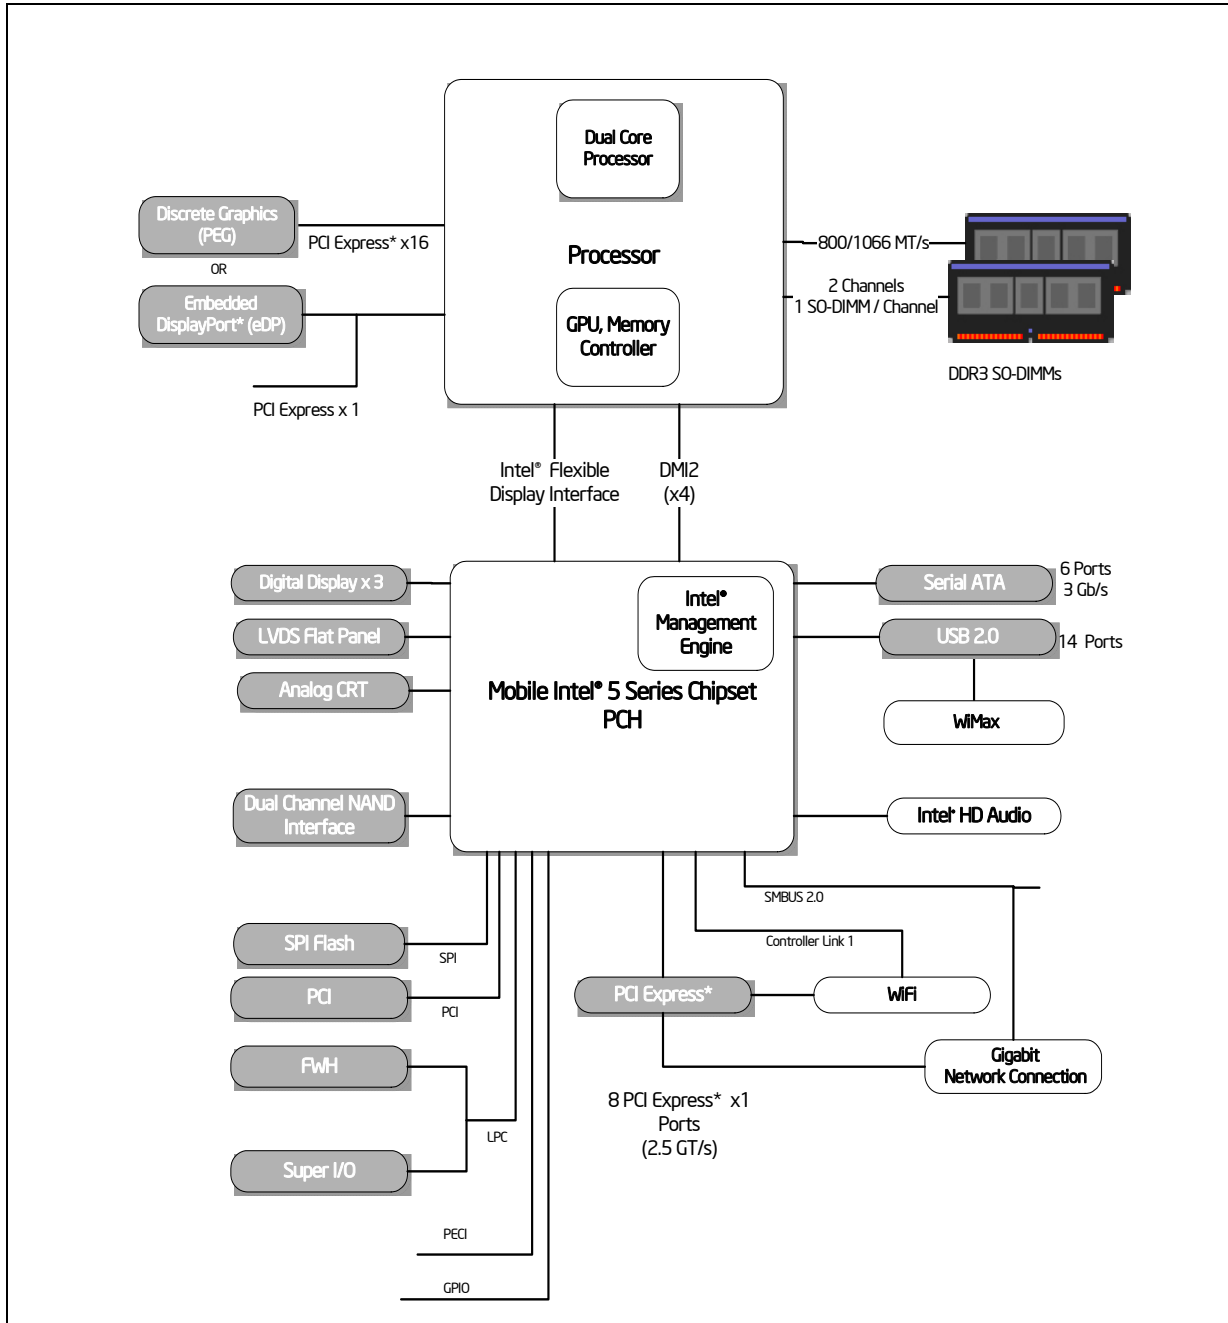 Dual Core
Processor
Discrete Graphics
(PEG)
PCI Express* x16
OR
Embedded
DisplayPort* (eDP)
PCI Express x 1
Processor
GPU, Memory
Controller
800/1066 MT/s
2 Channels
1 SO-DIMM / Channel
DDR3 SO-DIMMs
Intel® Flexible
Display Interface
DMI2
(x4)
Digital Display x 3
LVDS Flat Panel
Analog CRT
Dual Channel NAND
Interface
Intel®
Management
Engine
Mobile Intel® 5 Series Chipset
PCH
Serial ATA
6 Ports
3 Gb/s
USB 2.0
14 Ports
WiMax
Intel® HD Audio
SMBUS 2.0
Controller Link 1
SPI Flash
SPI
PCI
PCI
FWH
LPC
Super I/O
PECI
GPIO
PCI Express*
WiFi
Gigabit
Network Connection
8 PCI Express* x1
Ports
(2.5 GT/s)